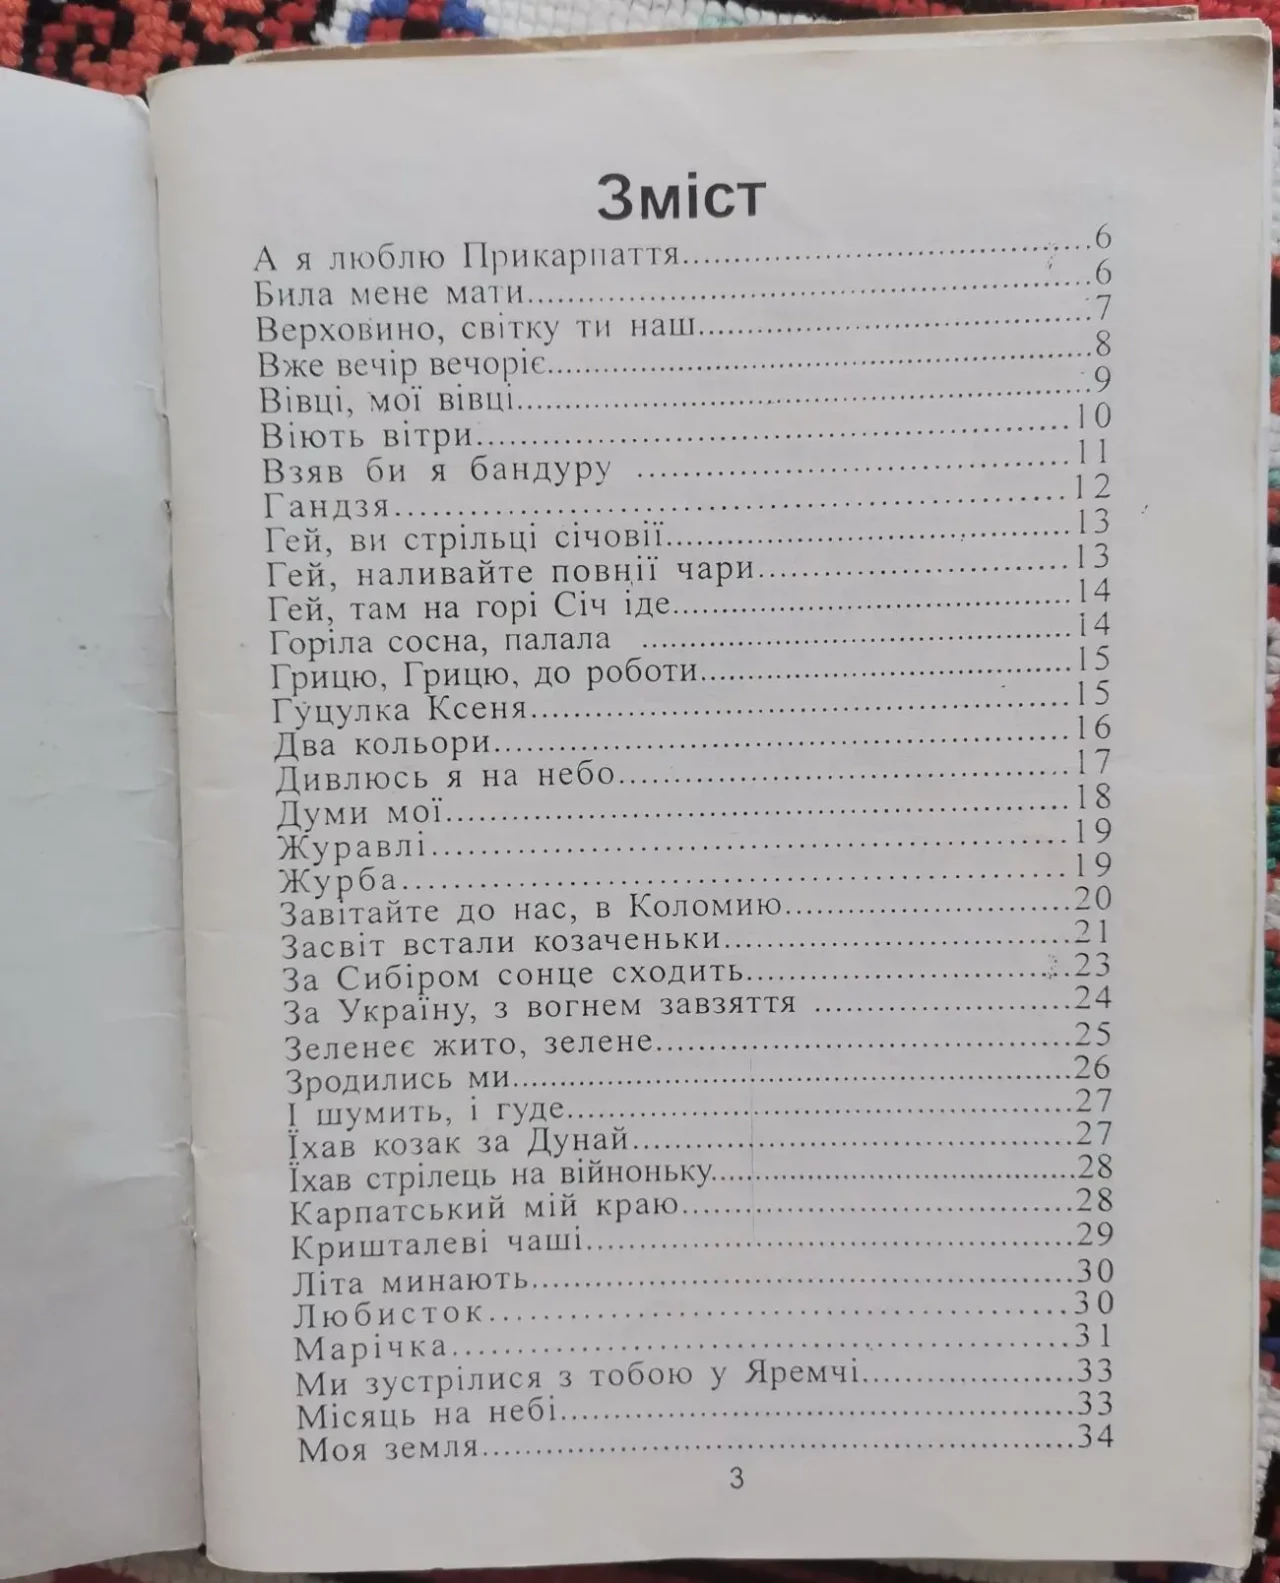 Зміст
А я люблю Прикарпаття..........6
Била мене мати..........6
Верховино, світку ти наш..........7
Вже вечір вечоріє..........8
Вівці, мої вівці..........9
Віють вітри..........10
Взяв би я бандуру ..........11
Гандзя..........12
Гей, ви стрільці січовії..........13
Гей, наливайте повнії чари..........13
Гей, там на горі Січ іде..........14
Горіла сосна, палала ..........14
Грицю, Грицю, до роботи..........15
Гуцулка Ксеня..........15
Два кольори..........16
Дивлюсь я на небо..........17
Думи мої..........18
Журавлі..........19
Журба..........19
Завітайте до нас, в Коломию..........20
Засвіт встали козаченьки..........21
За Сибіром сонце сходить..........23
За Україну, з вогнем завзяття ..........24
Зеленеє жито, зелене..........25
Зродились ми..........26
І шумить, і гуде..........27
Їхав козак за Дунай..........27
Їхав стрілець на війноньку..........28
Карпатський мій краю..........28
Кришталеві чаші..........29
Літа минають..........30
Любисток..........30
Марічка..........31
Ми зустрілися з тобою у Яремчі..........33
Місяць на небі..........33
Моя земля..........34
3